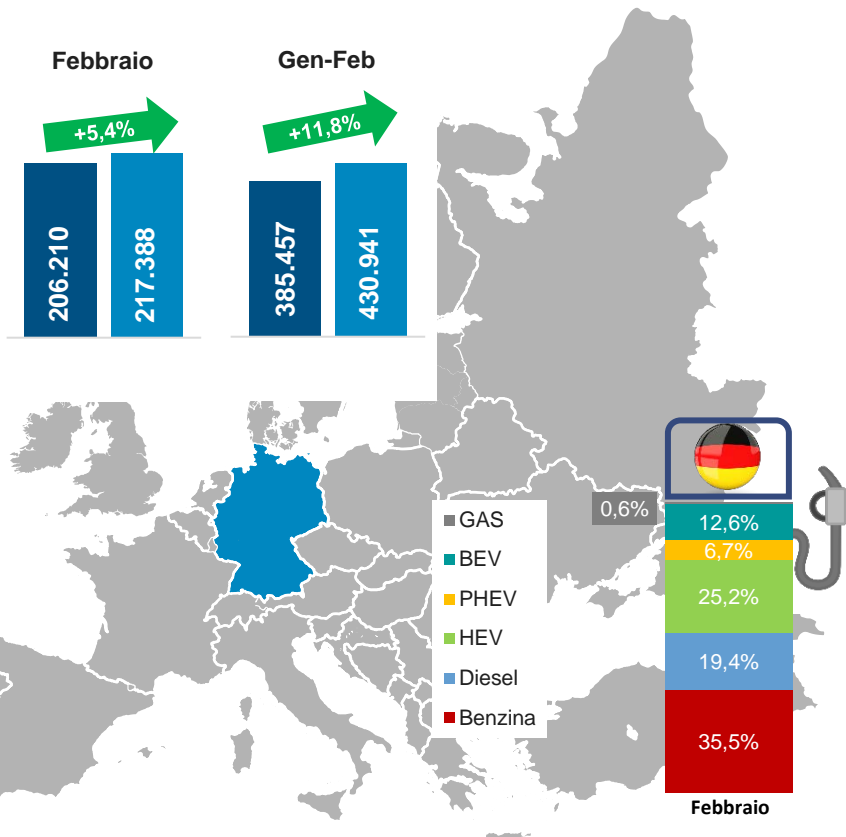 Febbraio
Gen-Feb
+5,4%
+11,8%
206.210
217.388
385.457
430.941
GAS
BEV
PHEV
HEV
Diesel
Benzina
0,6%
12,6%
6,7%
25,2%
19,4%
35,5%
Febbraio